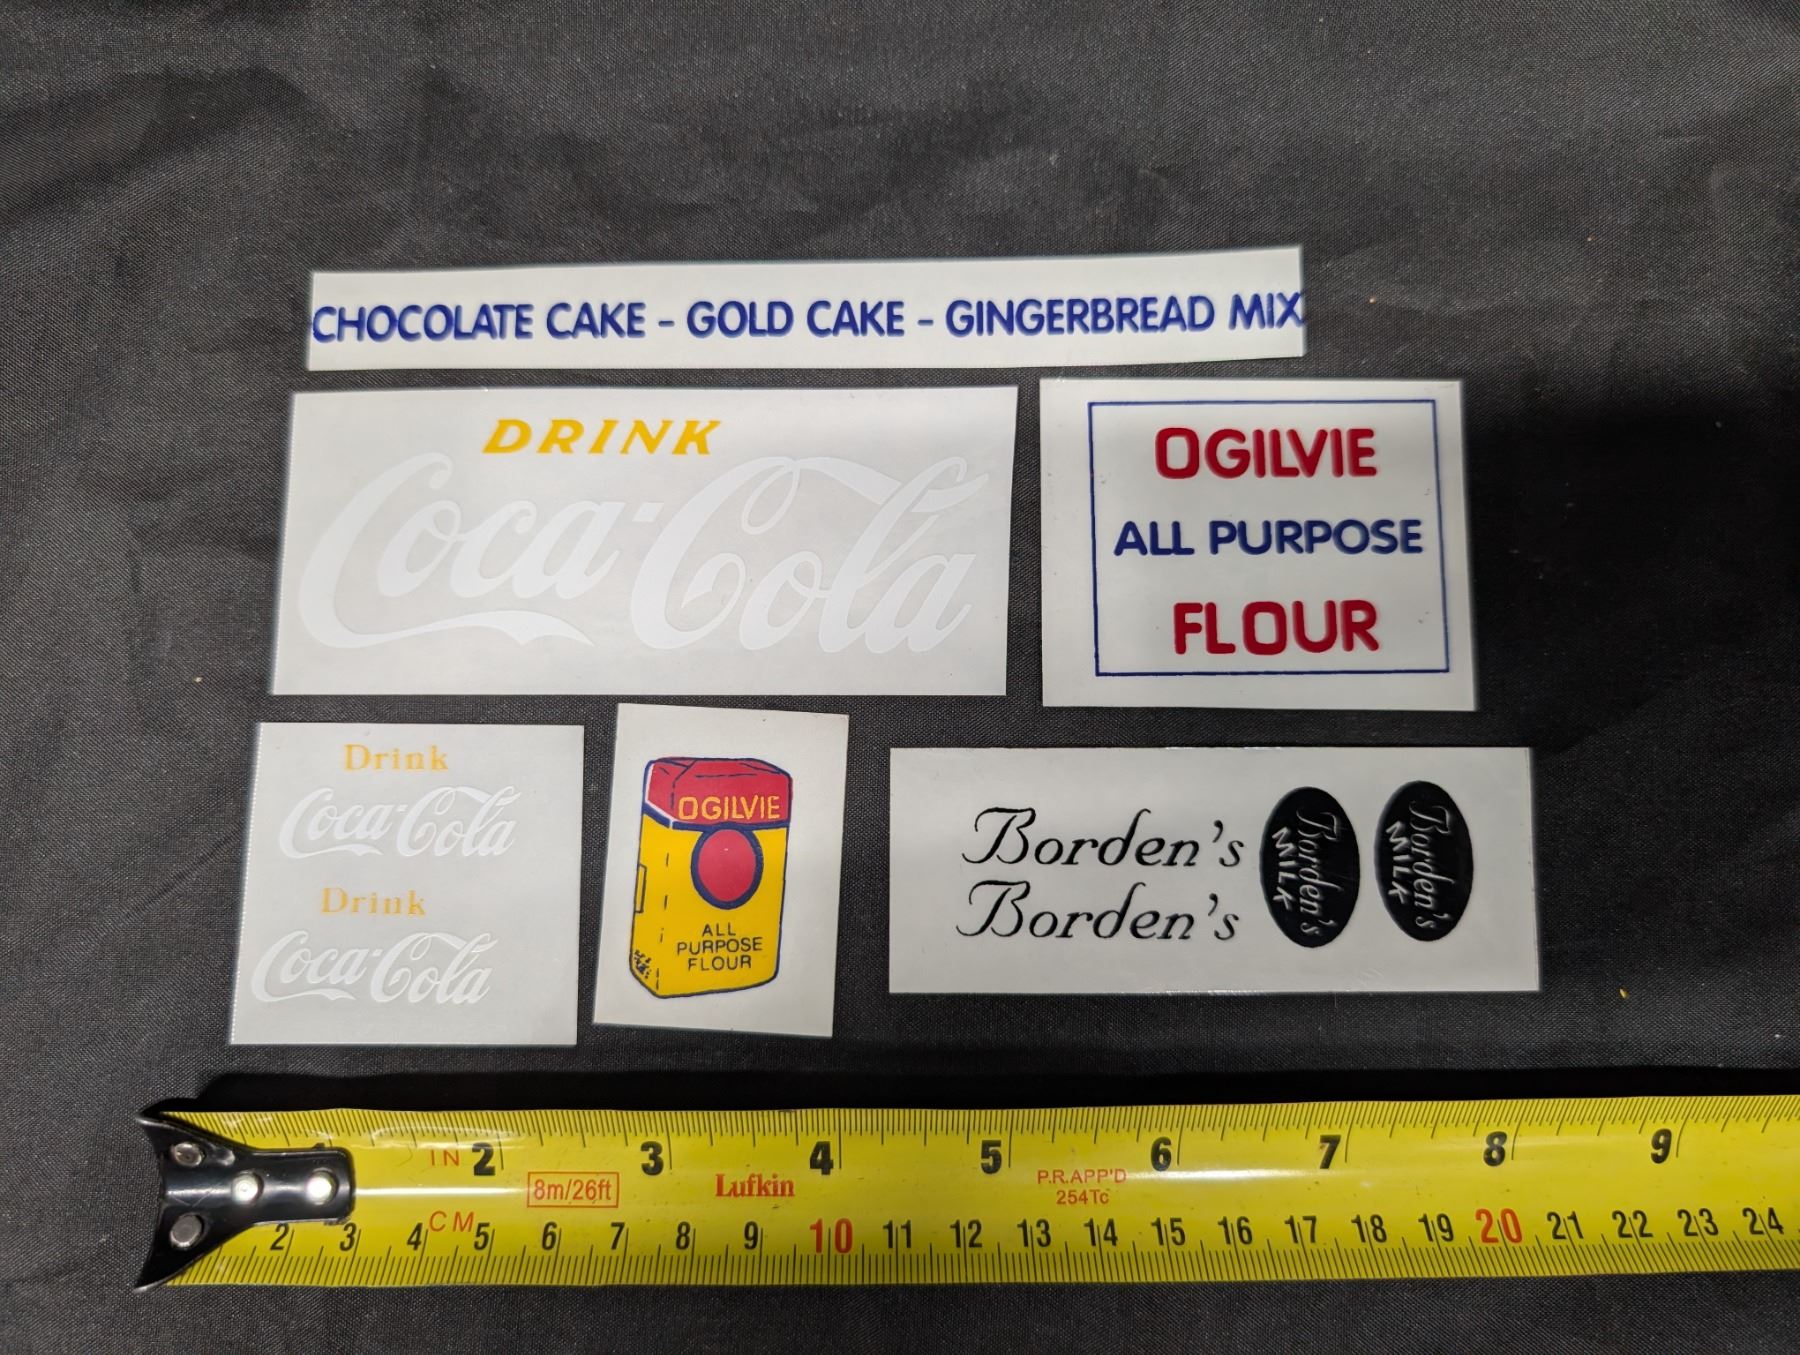 CHOCOLATE CAKE - GOLD CAKE - GINGERBREAD MIX
DRINK
Coca-Cola
OGILVIE
ALL PURPOSE
FLOUR
Drink
Coca-Cola
Drink
Coca-Cola
OGILVIE
ALL
PURPOSE
FLOUR
Borden's
Borden's
Borden's
MILK
Borden's
MILK
1 IN 2 3 4 5 6 7 8 9
8m/26ft Lufkin P.R.APP'D
254Tc
2 3 4 CM 5 6 7 8 9 10 11 12 13 14 15 16 17 18 19 20 21 22 23 24